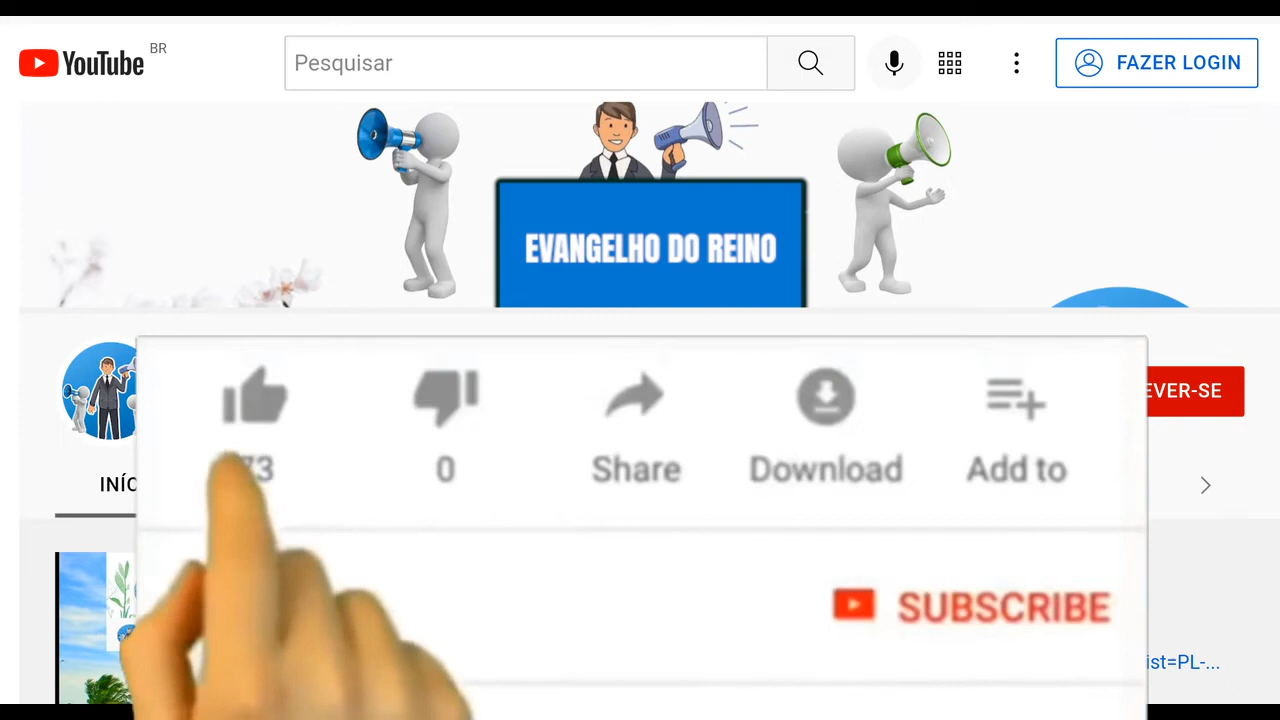 YouTube BR
Pesquisar
FAZER LOGIN
EVANGELHO DO REINO
EVER-SE
0
Share
Download
Add to
INÍC
SUBSCRIBE
ist=PL-...